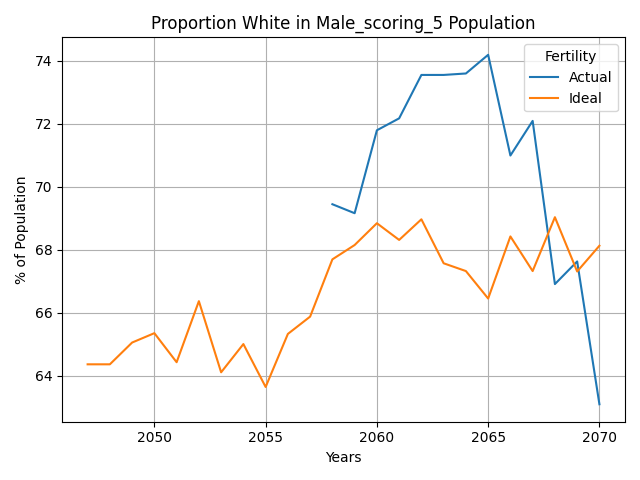 Proportion White in Male_scoring_5 Population
Fertility
Actual
Ideal
% of Population
74
72
70
68
66
64
2050
2055
2060
2065
2070
Years